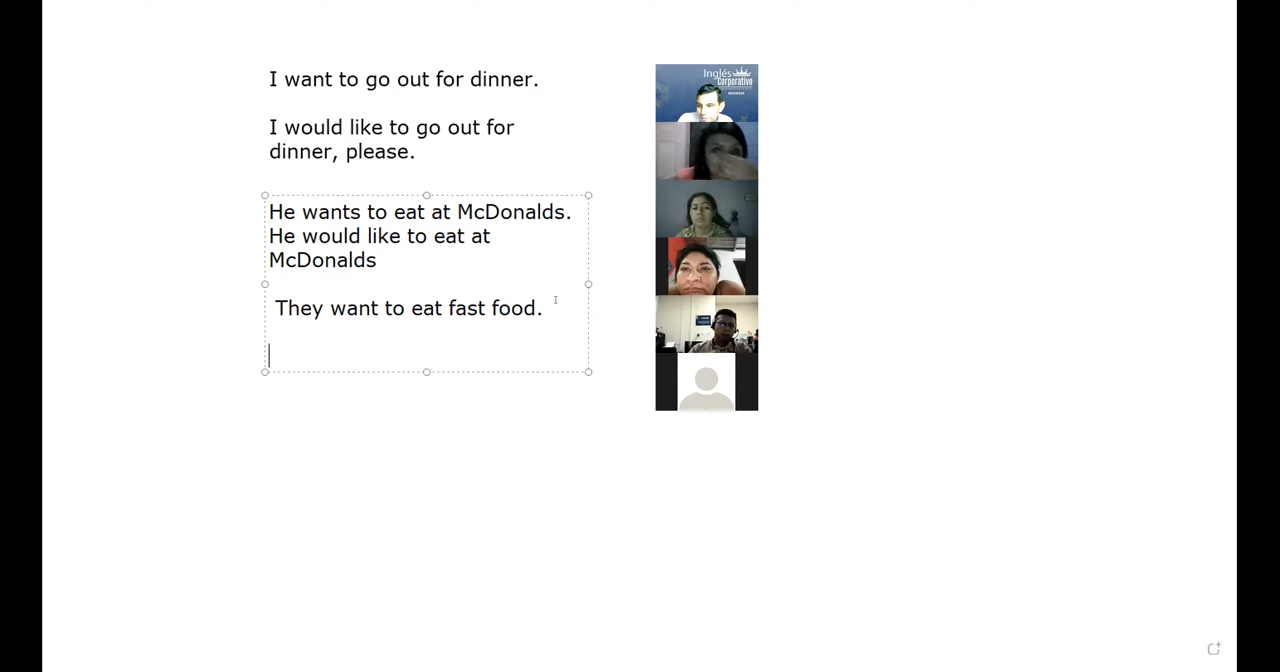 I want to go out for dinner.
I would like to go out for
dinner, please.
He wants to eat at McDonalds.
He would like to eat at
McDonalds
They want to eat fast food.
Inglés
Corporativo